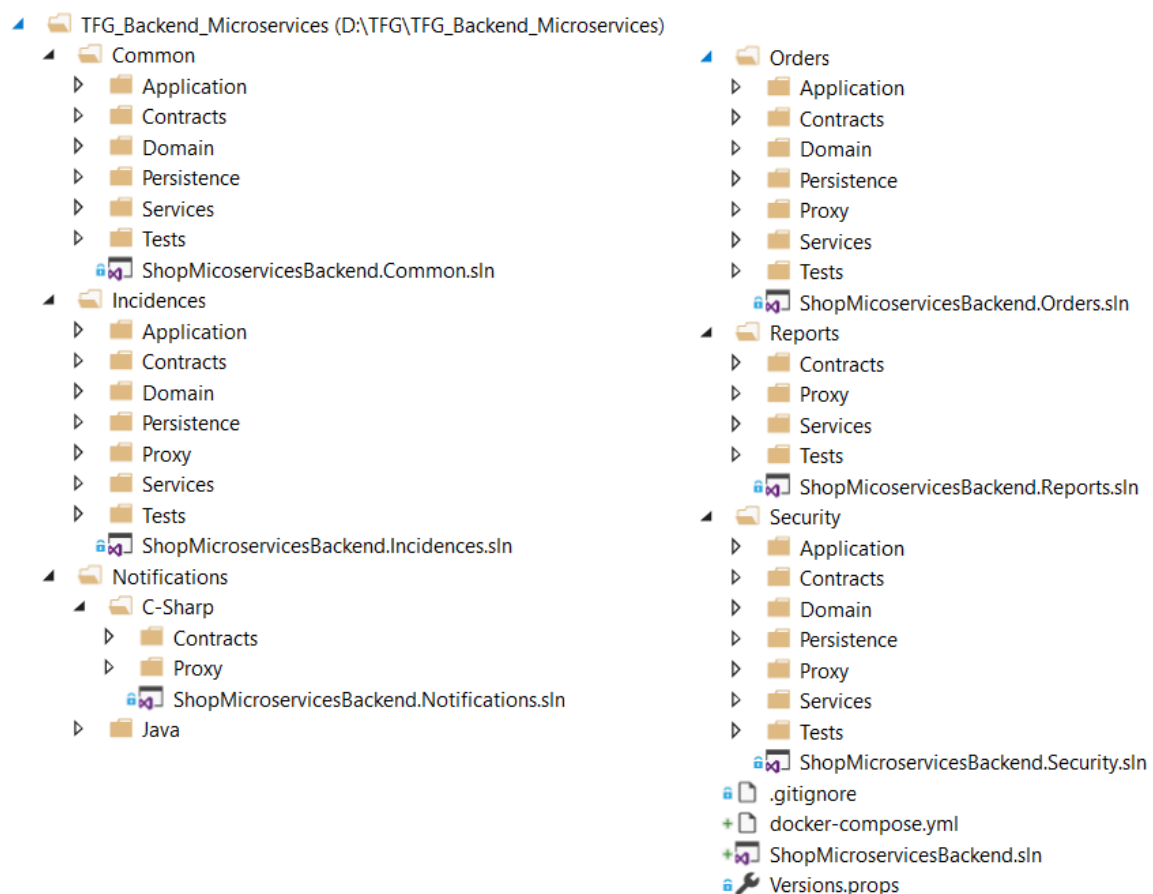 TFG_Backend_Microservices (D:\TFG\TFG_Backend_Microservices)
Common
Application
Contracts
Domain
Persistence
Services
Tests
ShopMicoservicesBackend.Common.sln
Incidences
Application
Contracts
Domain
Persistence
Proxy
Services
Tests
ShopMicroservicesBackend.Incidences.sln
Notifications
C-Sharp
Contracts
Proxy
ShopMicroservicesBackend.Notifications.sln
Java
Orders
Application
Contracts
Domain
Persistence
Proxy
Services
Tests
ShopMicoservicesBackend.Orders.sln
Reports
Contracts
Proxy
Services
Tests
ShopMicoservicesBackend.Reports.sln
Security
Application
Contracts
Domain
Persistence
Proxy
Services
Tests
ShopMicroservicesBackend.Security.sln
.gitignore
docker-compose.yml
ShopMicroservicesBackend.sln
Versions.props